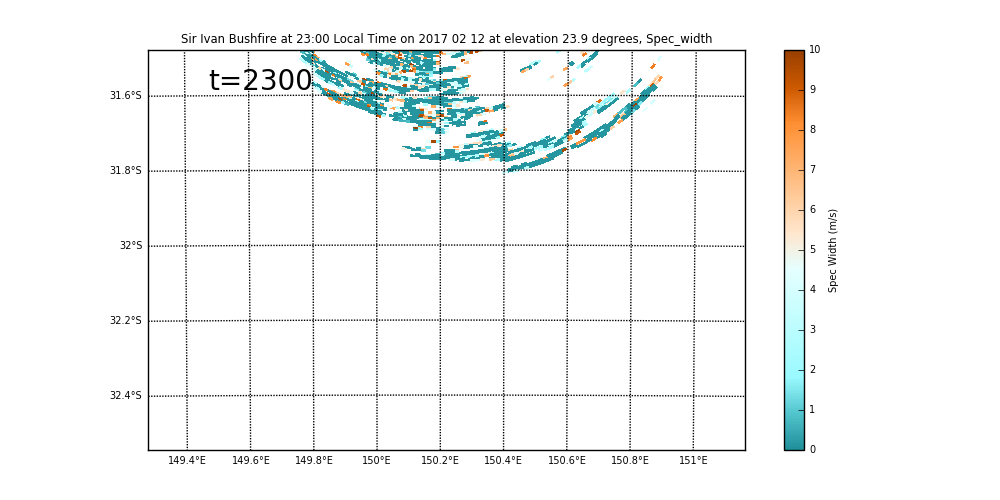 Sir Ivan Bushfire at 23:00 Local Time on 2017 02 12 at elevation 23.9 degrees, Spec_width
t=2300
31.6°S
31.8°S
32°S
32.2°S
32.4°S
149.4°E 149.6°E 149.8°E 150°E 150.2°E 150.4°E 150.6°E 150.8°E 151°E
10
9
8
7
6
5
4
3
2
1
0
Spec Width (m/s)